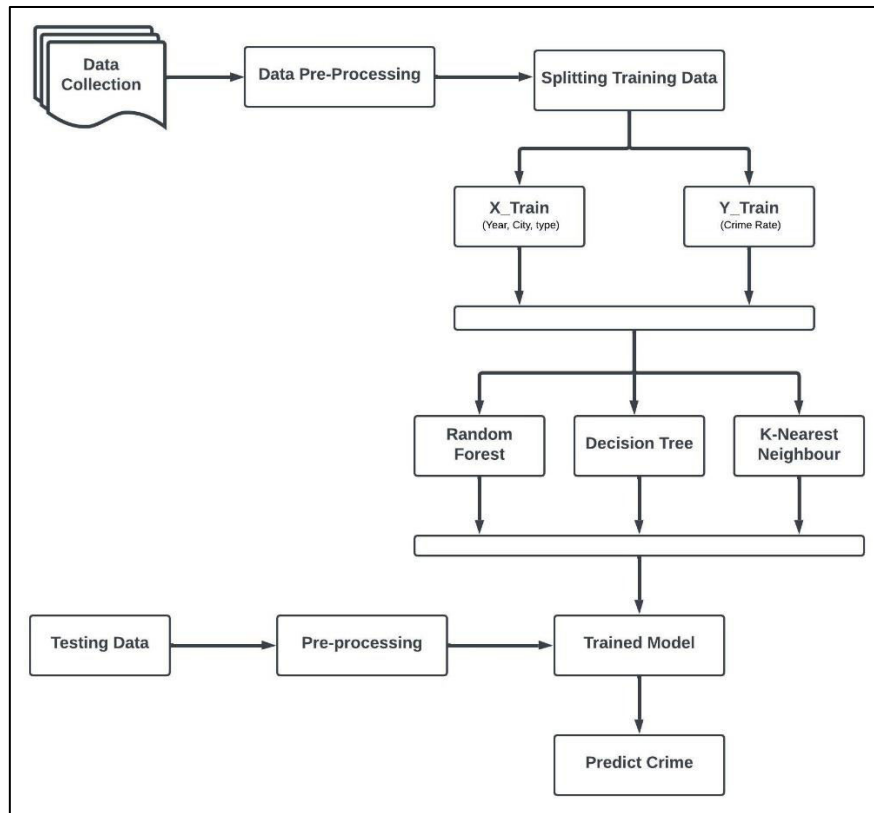 Data
Collection
Data Pre-Processing
Splitting Training Data
X_Train
(Year, City, type)
Y_Train
(Crime Rate)
Random
Forest
Decision Tree
K-Nearest
Neighbour
Testing Data
Pre-processing
Trained Model
Predict Crime